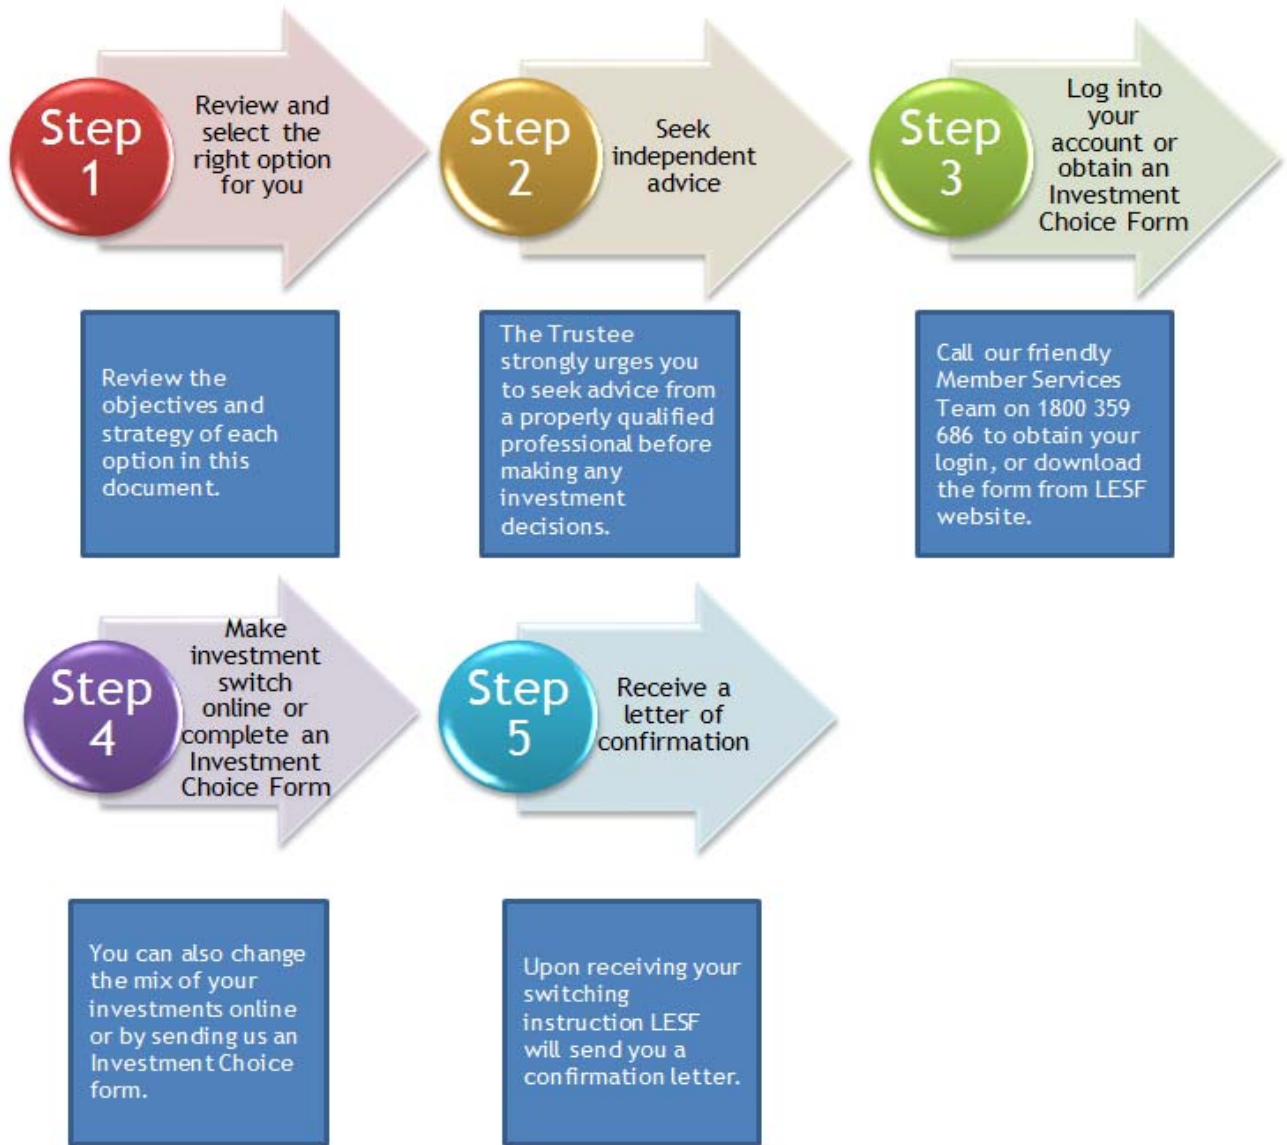 Step
1
Review and
select the
right option
for you
Step
2
Seek
independent
advice
Step
3
Log into
your
account or
obtain an
Investment
Choice Form
Review the
objectives and
strategy of each
option in this
document.
The Trustee
strongly urges you
to seek advice from
a properly qualified
professional before
making any
investment
decisions.
Call our friendly
Member Services
Team on 1800 359
686 to obtain your
login, or download
the form from LESF
website.
Step
4
Make
investment
switch
online or
complete an
Investment
Choice Form
Step
5
Receive a
letter of
confirmation
You can also change
the mix of your
investments online
or by sending us an
Investment Choice
form.
Upon receiving your
switching
instruction LESF
will send you a
confirmation letter.